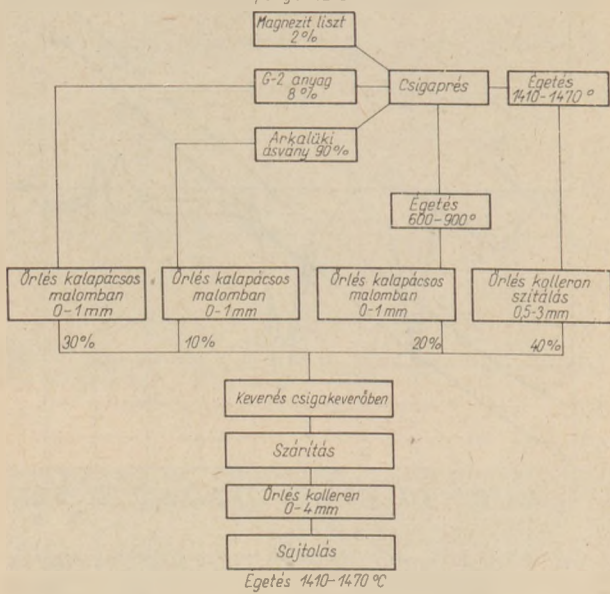 Magnezit liszt
2%
G-2 anyag
8%
Csigaprés
Égetés
1410-1470°
Arkalüki
ásvány 90%
Égetés
600-900°
Őrlés kalapácsos
malomban
0-1mm
Őrlés kalapácsos
malomban
0-1mm
Őrlés kalapácsos
malomban
0-1mm
Őrlés kolleron
szitálás
0,5-3mm
30%
10%
20%
40%
Keverés csigakeverőben
Szárítás
Őrlés kolleren
0-4mm
Sajtolás
Égetés 1410-1470 °C